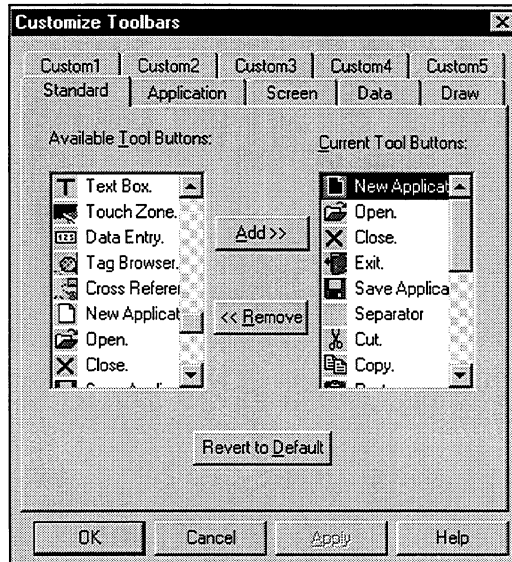 Customize Toolbars
Custom1 Custom2 Custom3 Custom4 Custom5
Standard Application Screen Data Draw
Available Tool Buttons:
Current Tool Buttons:
Text Box.
Touch Zone.
Data Entry.
Tag Browser.
Cross Referen
New Applicat
Open.
Close.
Add >>
<< Remove
New Applicat
Open.
Close.
Exit.
Save Applica
Separator
Cut.
Copy.
Revert to Default
OK Cancel Apply Help